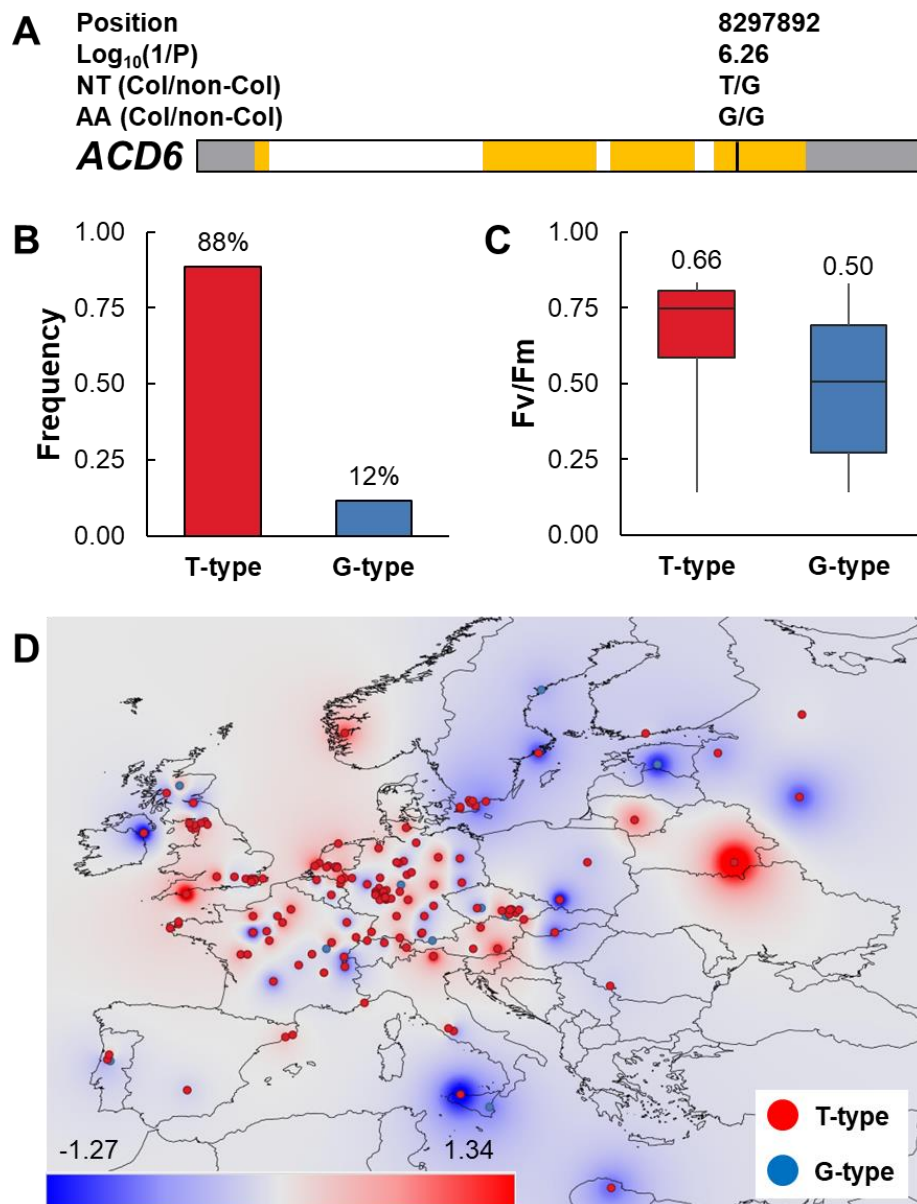 A
Position 8297892
Log₁₀(1/P) 6.26
NT (Col/non-Col) T/G
AA (Col/non-Col) G/G
ACD6
B
1.00
0.75
0.50
0.25
0.00
Frequency
88%
12%
T-type G-type
C
1.00
0.75
0.50
0.25
0.00
Fv/Fm
0.66
0.50
T-type G-type
D
-1.27 1.34
T-type
G-type